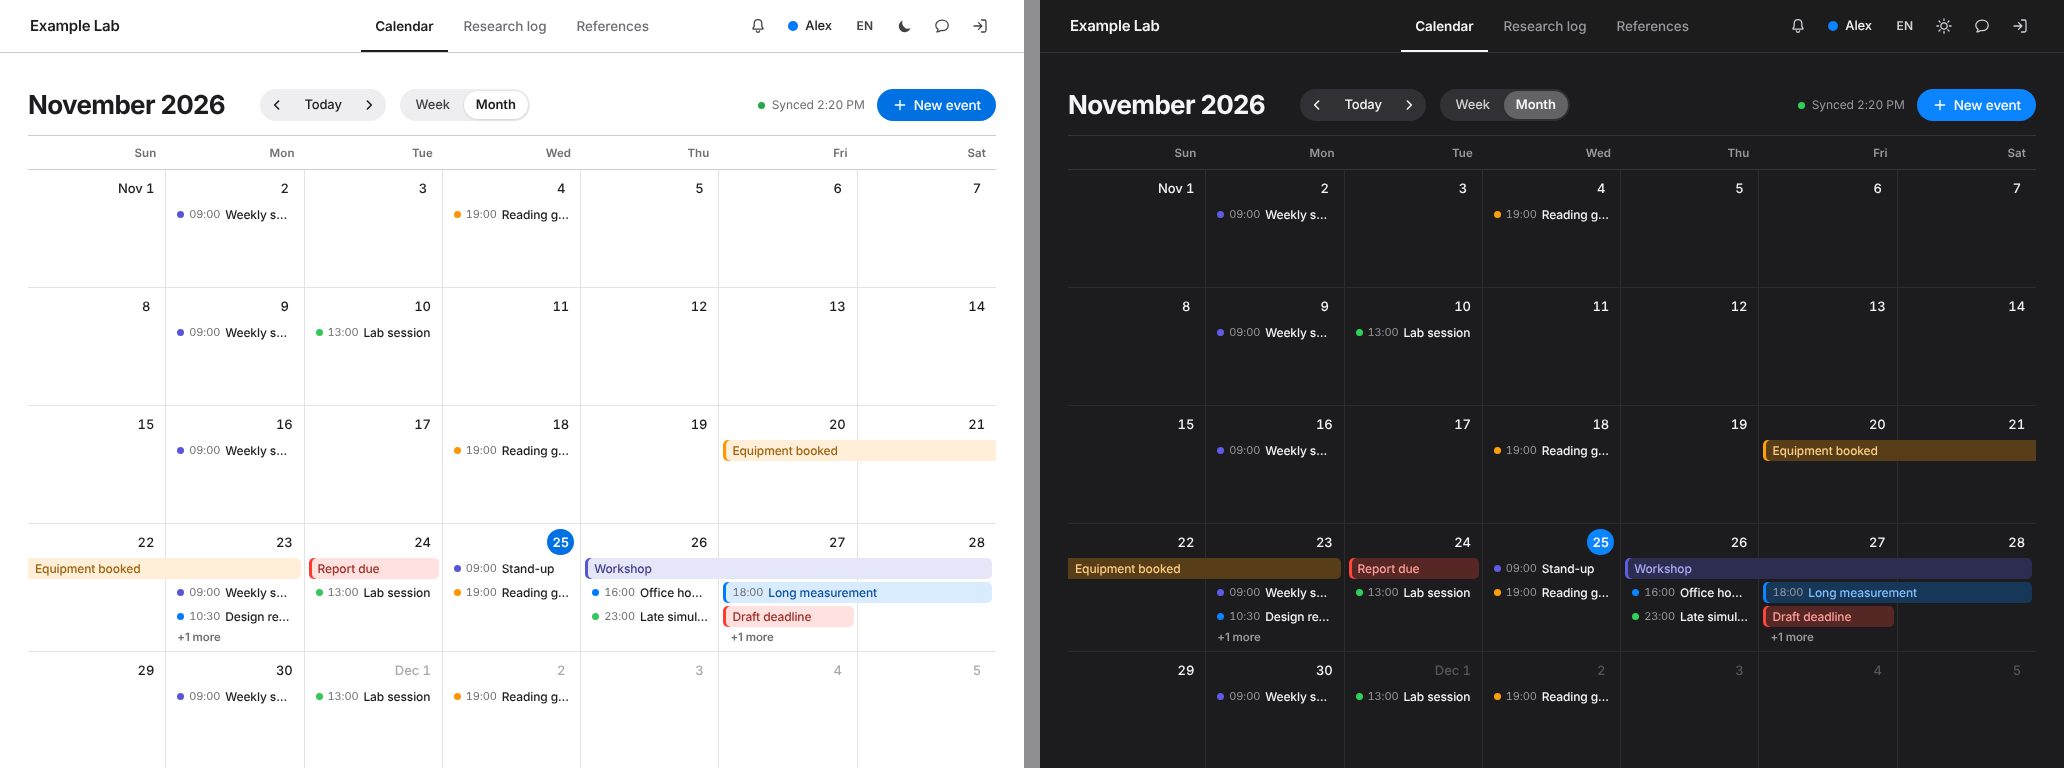 Example Lab Calendar Research log References Alex EN
November 2026 Today Week Month Synced 2:20 PM + New event
Sun Mon Tue Wed Thu Fri Sat
Nov 1 2 3 4 5 6 7
09:00 Weekly s... 19:00 Reading g...
8 9 10 11 12 13 14
09:00 Weekly s... 13:00 Lab session
15 16 17 18 19 20 21
09:00 Weekly s... 19:00 Reading g... Equipment booked
22 23 24 25 26 27 28
Equipment booked Report due 09:00 Stand-up Workshop
09:00 Weekly s... 13:00 Lab session 19:00 Reading g... 16:00 Office ho... 18:00 Long measurement
10:30 Design re... 23:00 Late simul... Draft deadline
+1 more +1 more
29 30 Dec 1 2 3 4 5
09:00 Weekly s... 13:00 Lab session 19:00 Reading g...
Example Lab Calendar Research log References Alex EN
November 2026 Today Week Month Synced 2:20 PM + New event
Sun Mon Tue Wed Thu Fri Sat
Nov 1 2 3 4 5 6 7
09:00 Weekly s... 19:00 Reading g...
8 9 10 11 12 13 14
09:00 Weekly s... 13:00 Lab session
15 16 17 18 19 20 21
09:00 Weekly s... 19:00 Reading g... Equipment booked
22 23 24 25 26 27 28
Equipment booked Report due 09:00 Stand-up Workshop
09:00 Weekly s... 13:00 Lab session 19:00 Reading g... 16:00 Office ho... 18:00 Long measurement
10:30 Design re... 23:00 Late simul... Draft deadline
+1 more +1 more
29 30 Dec 1 2 3 4 5
09:00 Weekly s... 13:00 Lab session 19:00 Reading g...